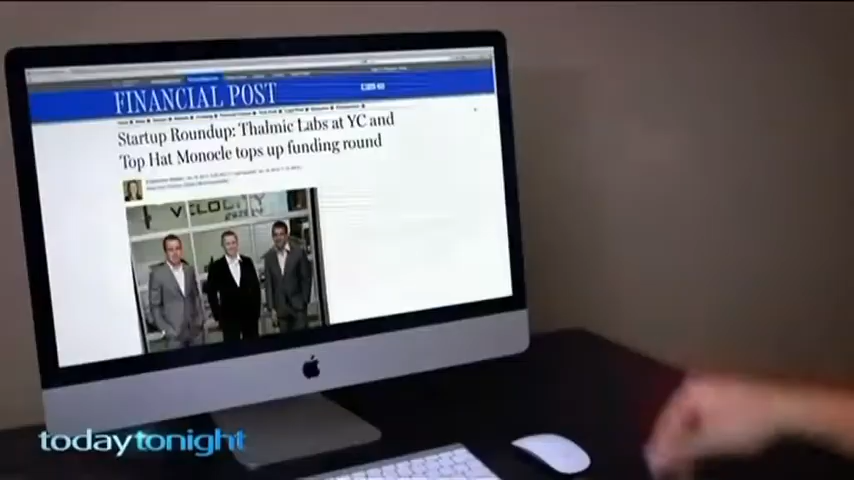 FINANCIAL POST
Startup Roundup: Thalmic Labs at YC and
Top Hat Monocle tops up funding round
VELOCITY
todaytonight